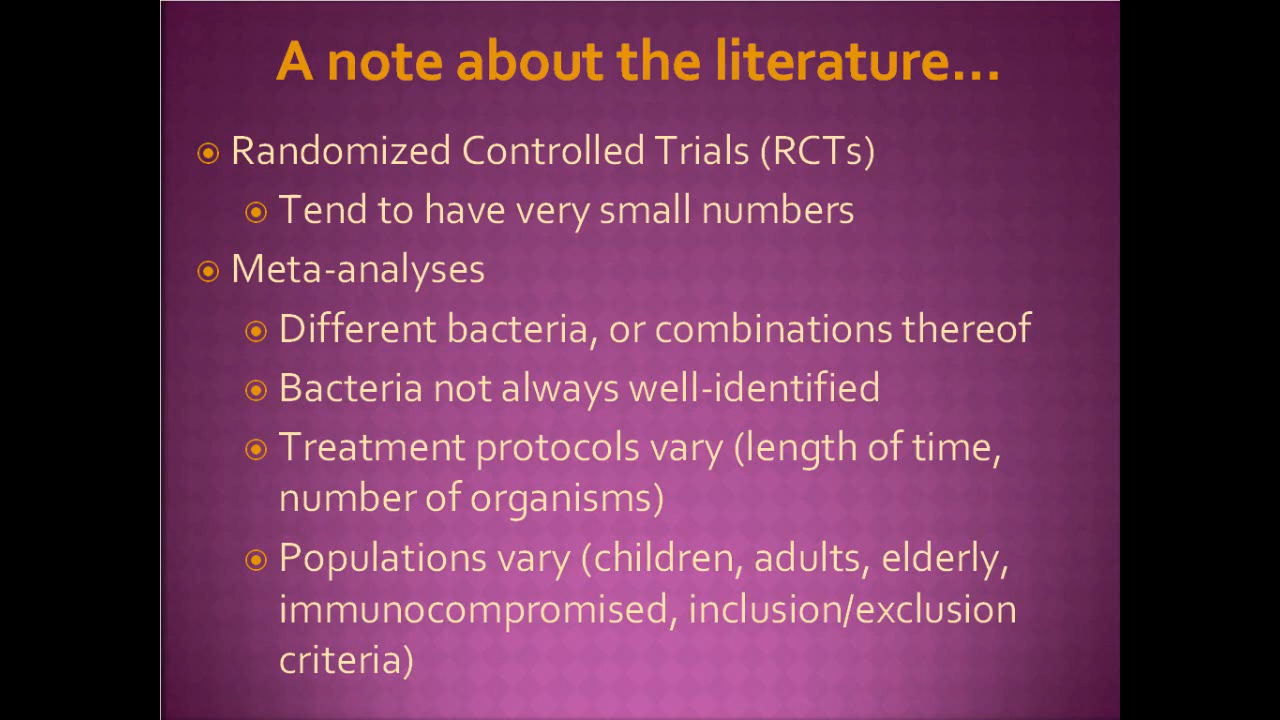 A note about the literature...
Randomized Controlled Trials (RCTs)
Tend to have very small numbers
Meta-analyses
Different bacteria, or combinations thereof
Bacteria not always well-identified
Treatment protocols vary (length of time,
number of organisms)
Populations vary (children, adults, elderly,
immunocompromised, inclusion/exclusion
criteria)